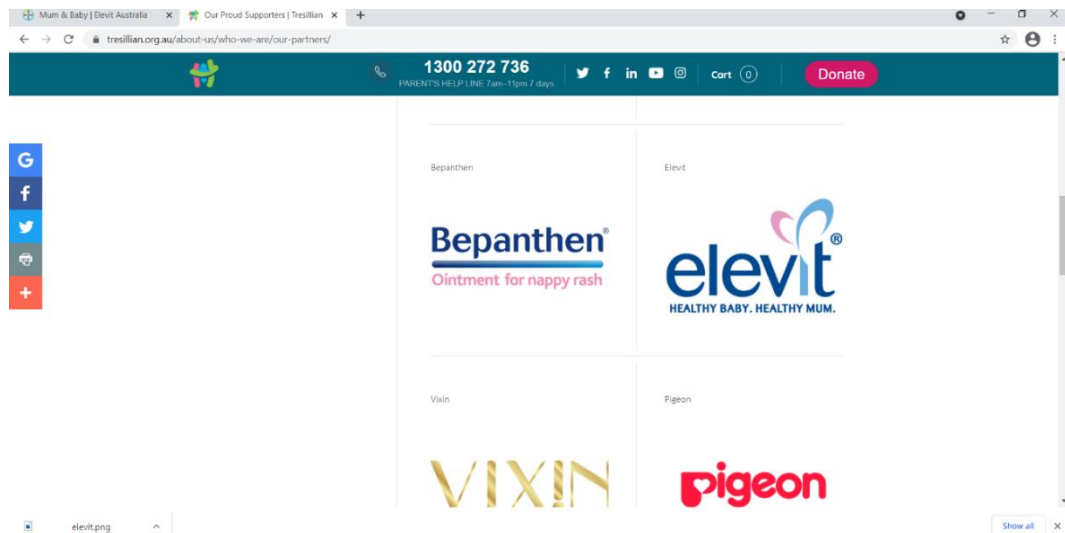 Mum & Baby | Elevit Australia
Our Proud Supporters | Tresillian
tresillian.org.au/about-us/who-we-are/our-partners/
1300 272 736
PARENT'S HELP LINE 7am–11pm 7 days
f
in
Cart 0
Donate
G
f
Bepanthen
Elevit
Bepanthen®
Ointment for nappy rash
elevit®
HEALTHY BABY. HEALTHY MUM.
Vixin
Pigeon
VIXIN
pigeon
elevit.png
Show all